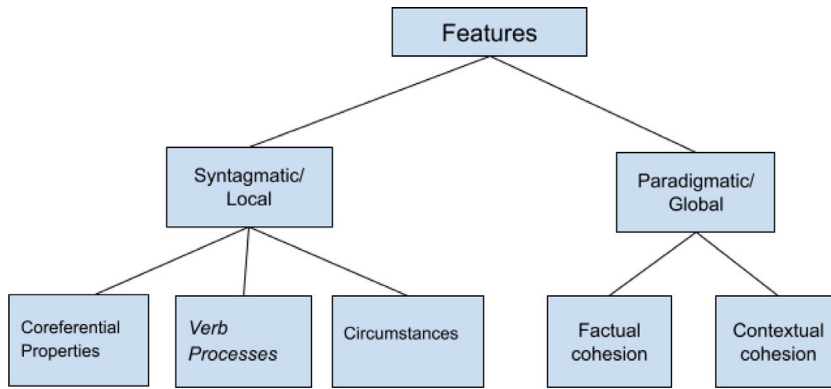 Features
Syntagmatic/
Local
Paradigmatic/
Global
Coreferential
Properties
Verb
Processes
Circumstances
Factual
cohesion
Contextual
cohesion